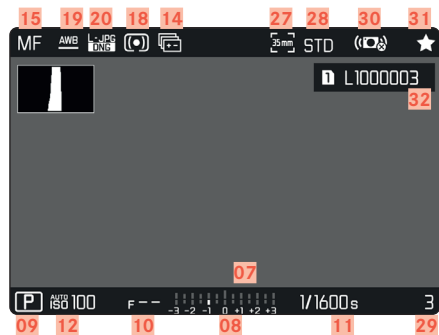 15 19 20 18 14 27 28 30 31
MF AWB L-JPG DNG + - 35mm STD
1 L1000003
32
07
P AUTO ISO 100 F-- -3 -2 -1 0 +1 +2 +3 1/1600s 3
09 12 10 08 11 29